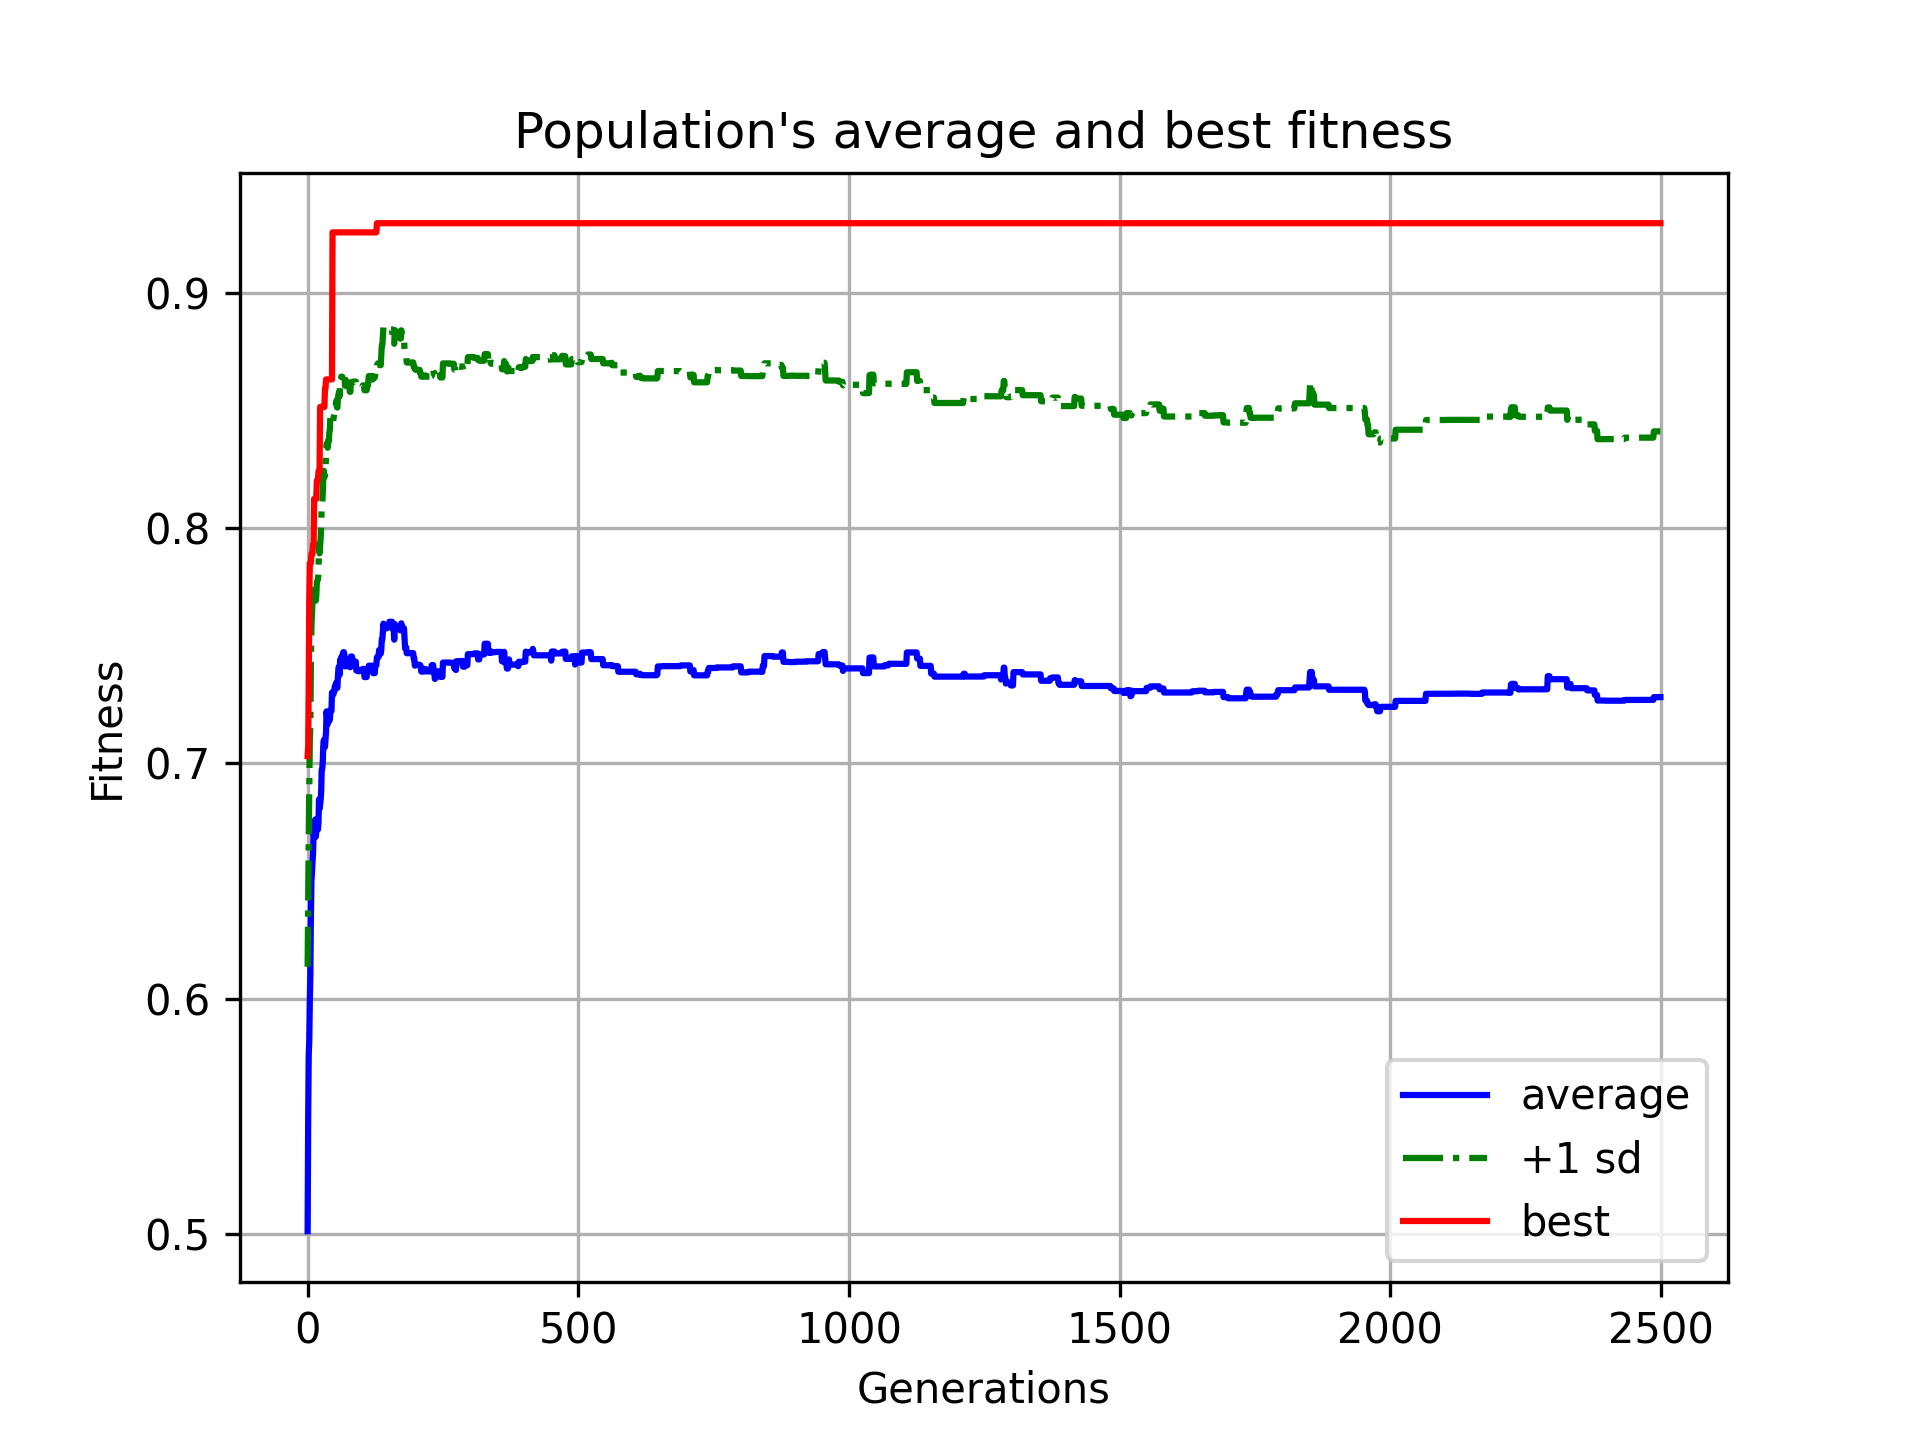 Population's average and best fitness
Fitness
0.9
0.8
0.7
0.6
0.5
0 500 1000 1500 2000 2500
Generations
average
+1 sd
best